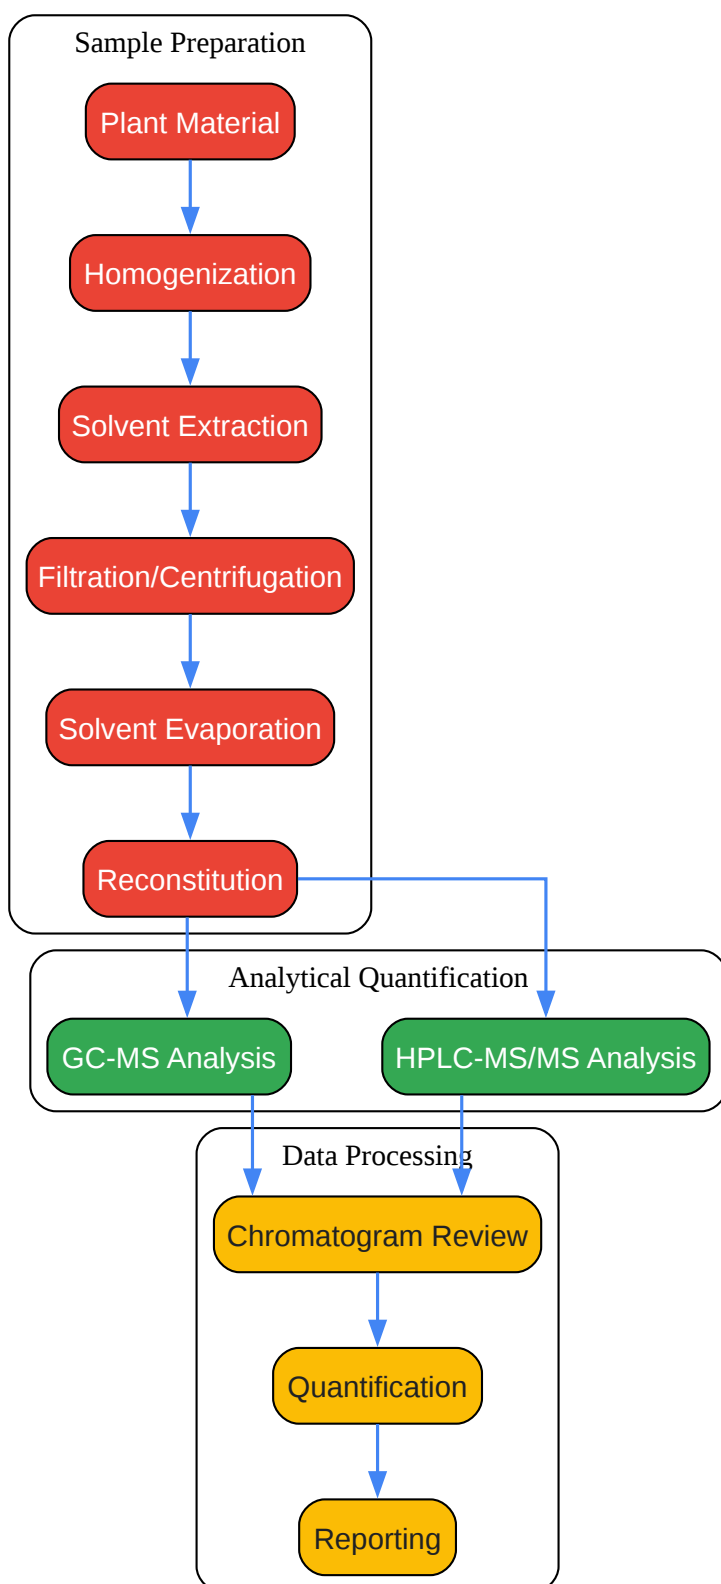 Sample Preparation
Plant Material
Homogenization
Solvent Extraction
Filtration/Centrifugation
Solvent Evaporation
Reconstitution
Analytical Quantification
GC-MS Analysis
HPLC-MS/MS Analysis
Data Processing
Chromatogram Review
Quantification
Reporting